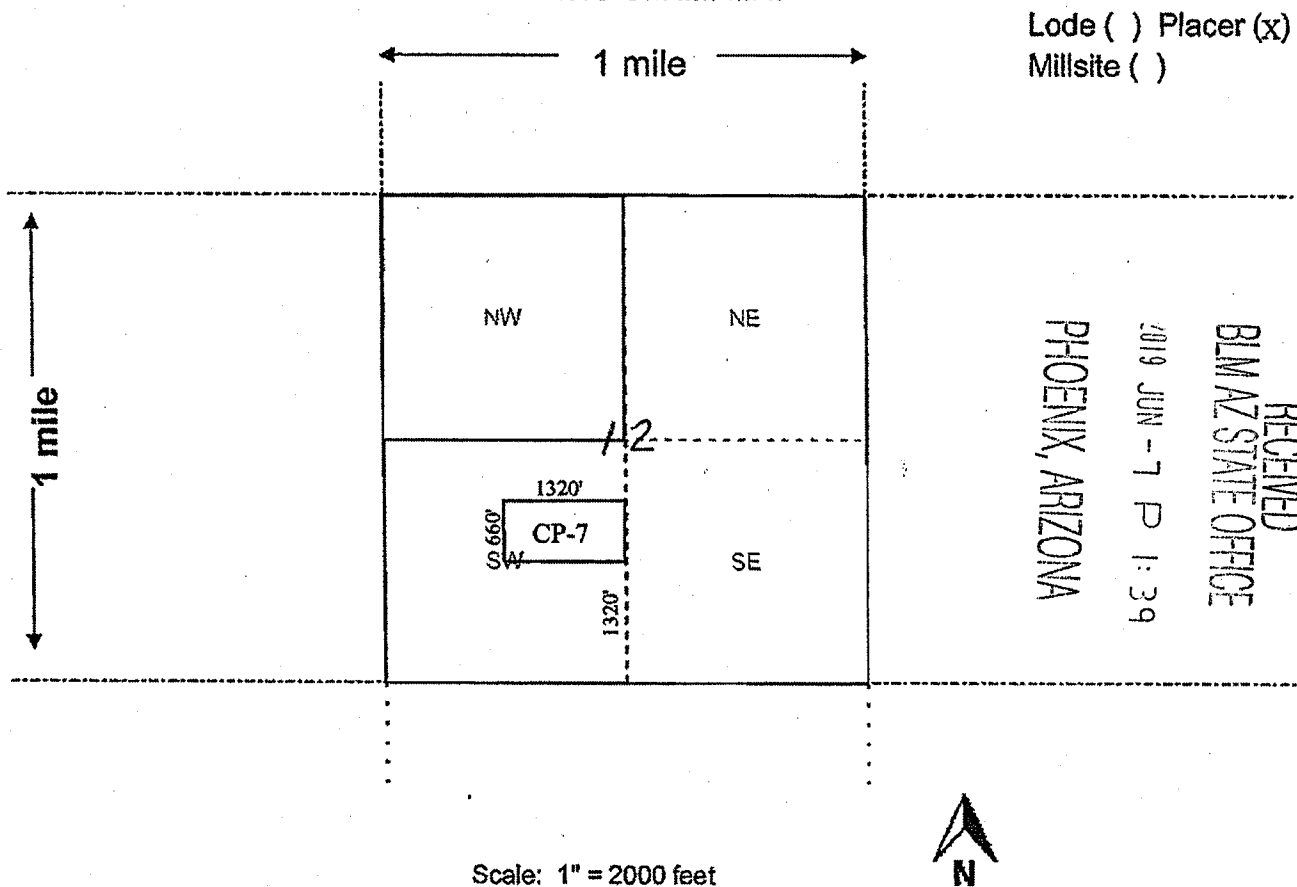 Lode ( ) Placer (x)
Millsite ( )
1 mile
1 mile
NW
NE
12
1320'
660'
CP-7
SW
SE
1320'
RECEIVED
BLM AZ STATE OFFICE
2019 JUN -7 P 1:39
PHOENIX, ARIZONA
Scale: 1" = 2000 feet
N